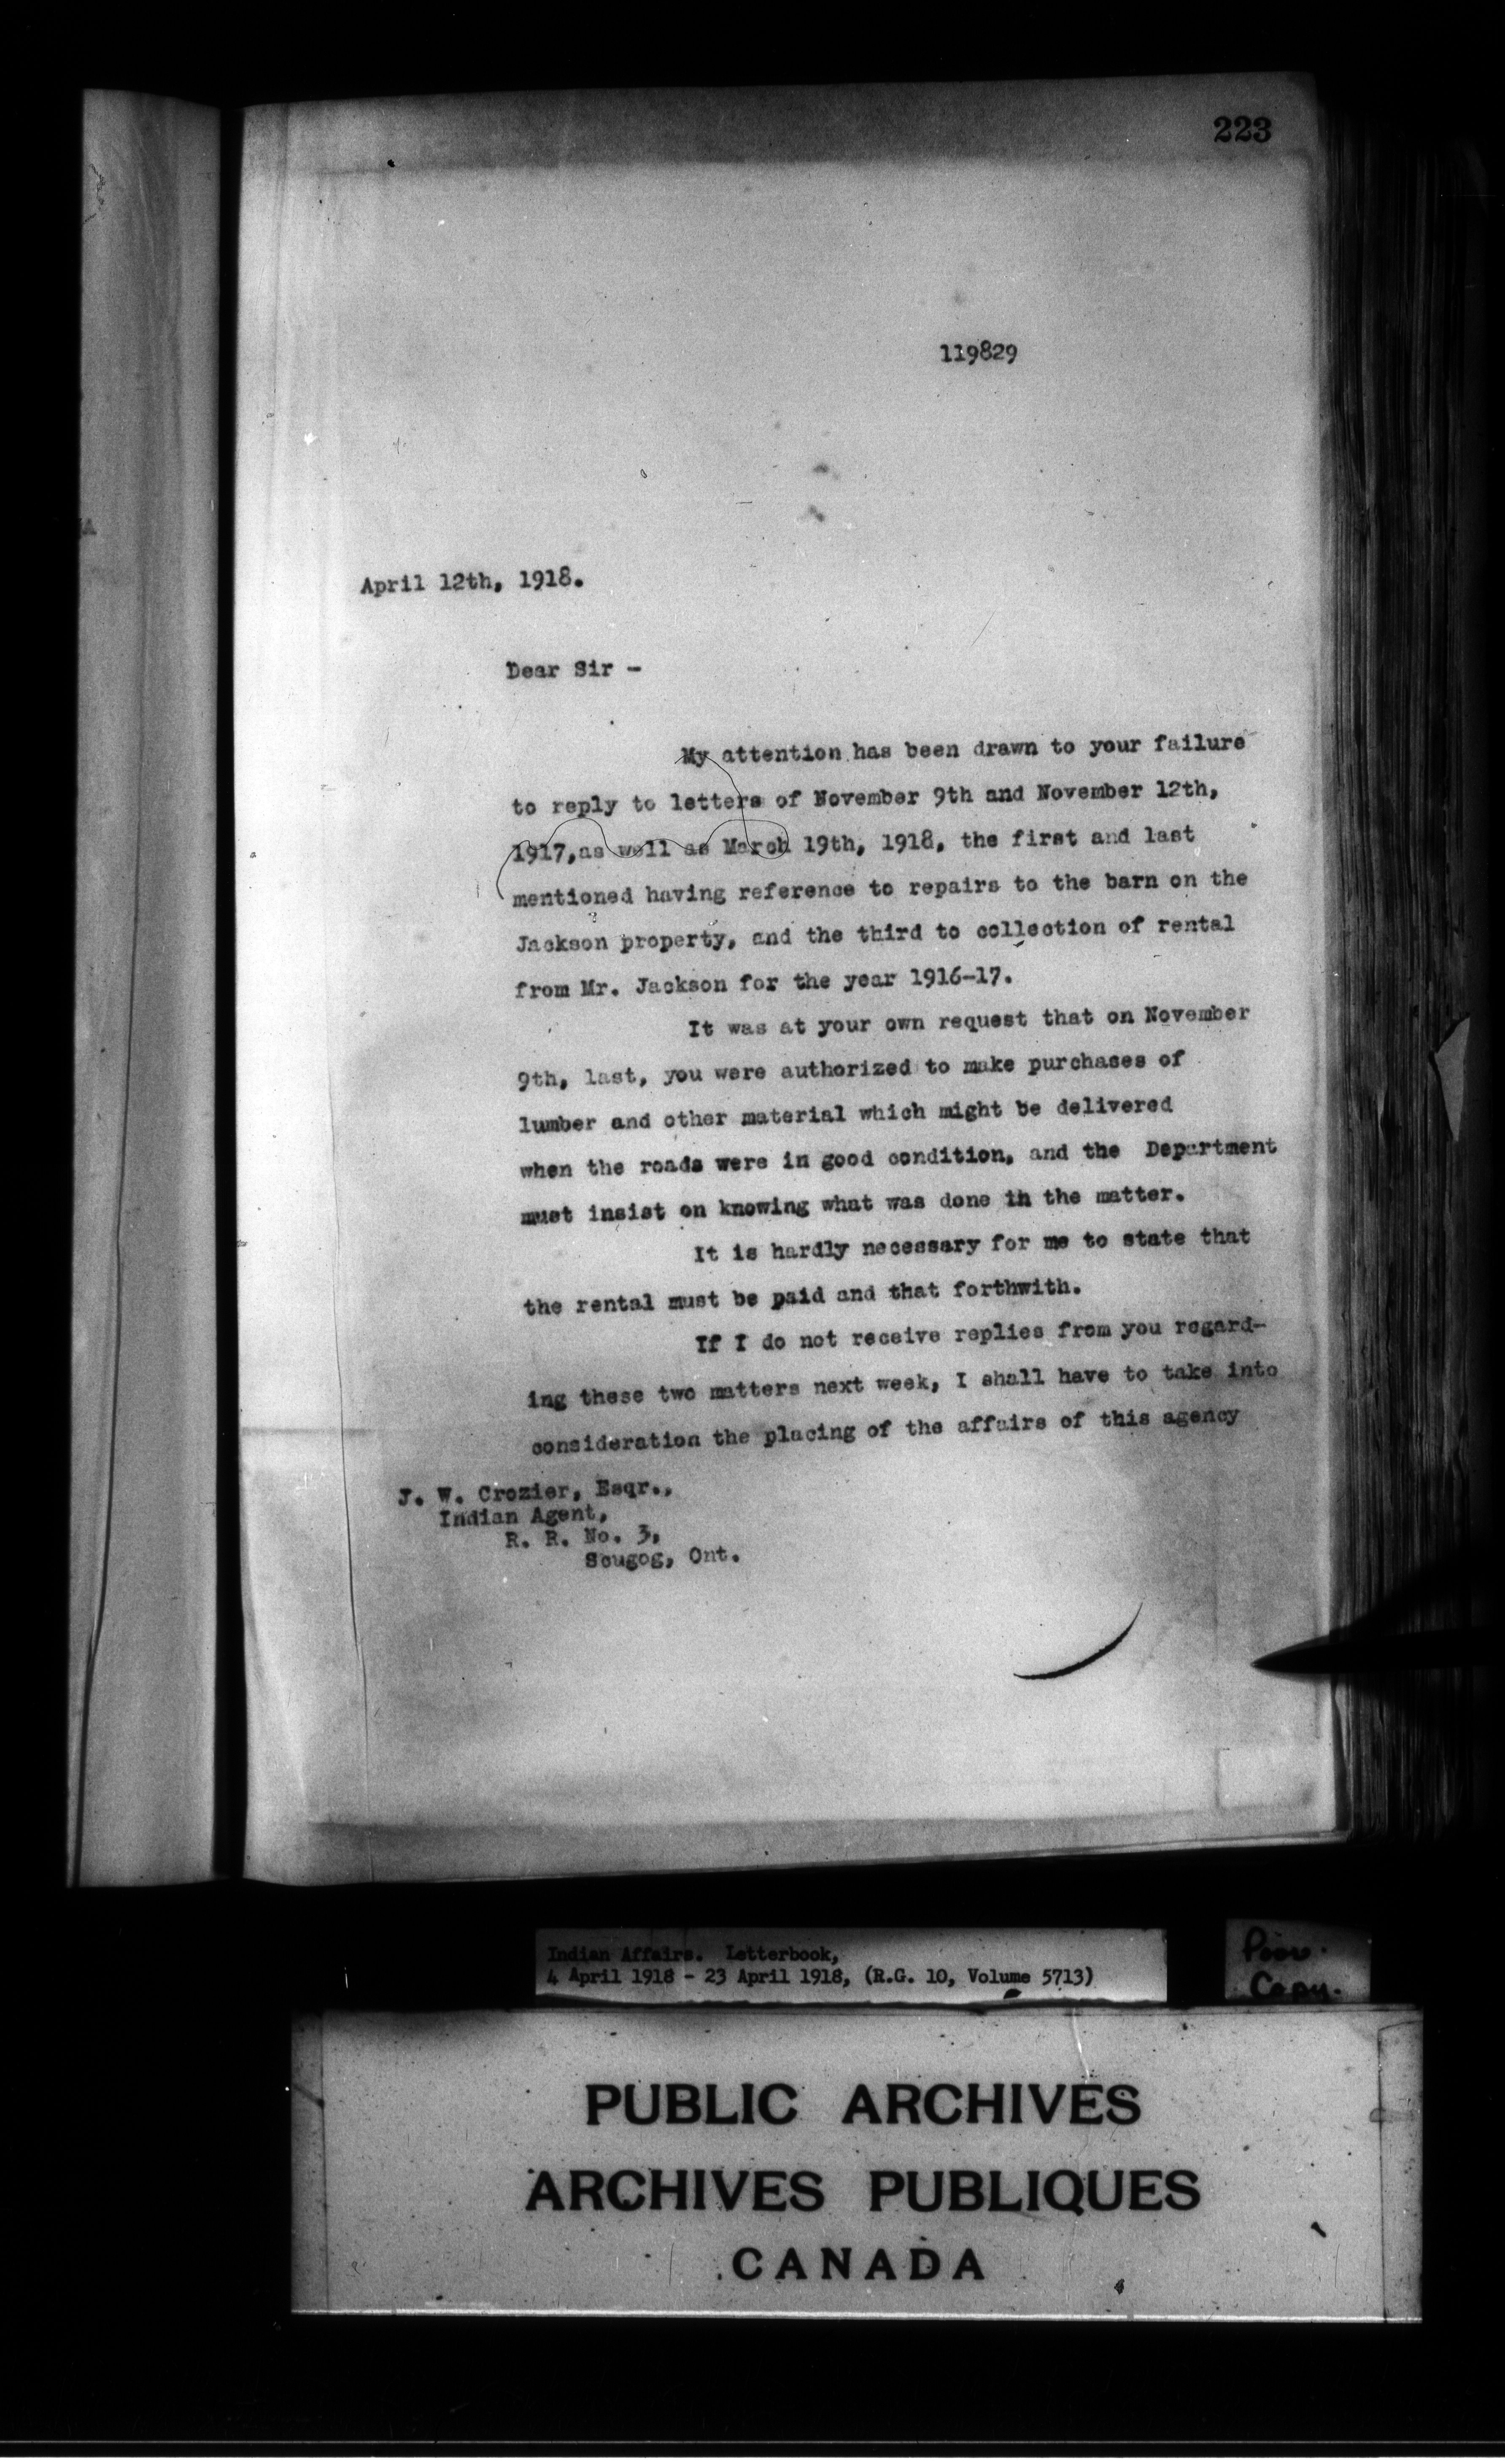 223
119829
April 12th, 1918.
Dear Sir -
My attention has been drawn to your failure
to reply to letters of November 9th and November 12th,
1917,as well as March 19th, 1918, the first and last
mentioned having reference to repairs to the barn on the
Jackson property, and the third to collection of rental
from Mr. Jackson for the year 1916-17.
It was at your own request that on November
9th, last, you were authorized to make purchases of
lumber and other material which might be delivered
when the roads were in good condition, and the Department
must insist on knowing what was done in the matter.
It is hardly necessary for me to state that
the rental must be paid and that forthwith.
If I do not receive replies from you regard-
ing these two matters next week, I shall have to take into
consideration the placing of the affairs of this agency
J. W. Crozier, Esqr.,
Indian Agent,
R. R. No. 3,
Scugog, Ont.
Indian Affairs. Letterbook,
4 April 1918 - 23 April 1918, (R.G. 10, Volume 5713)
Poor
Copy.
PUBLIC ARCHIVES
ARCHIVES PUBLIQUES
CANADA